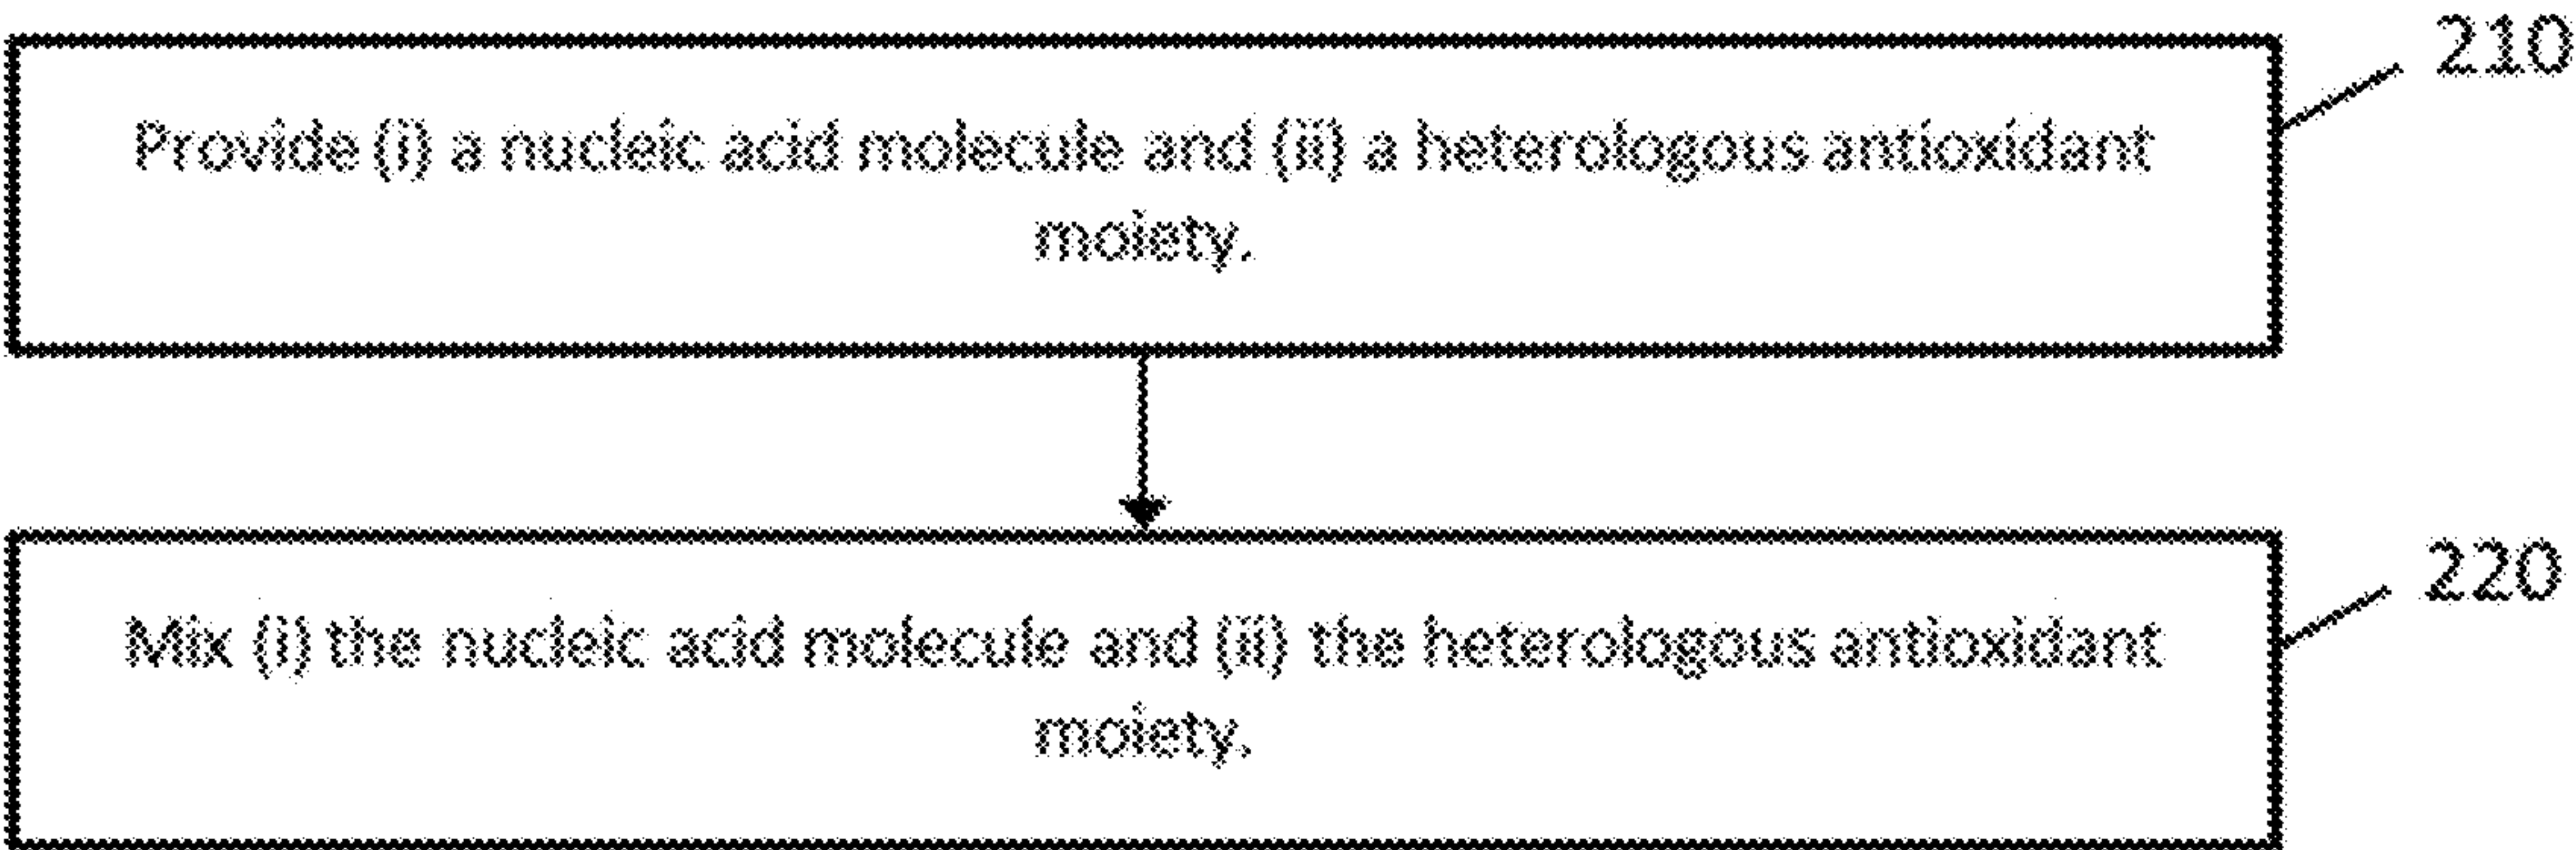 210
Provide (i) a nucleic acid molecule and (ii) a heterologous antioxidant
moiety.
220
Mix (i) the nucleic acid molecule and (ii) the heterologous antioxidant
moiety.